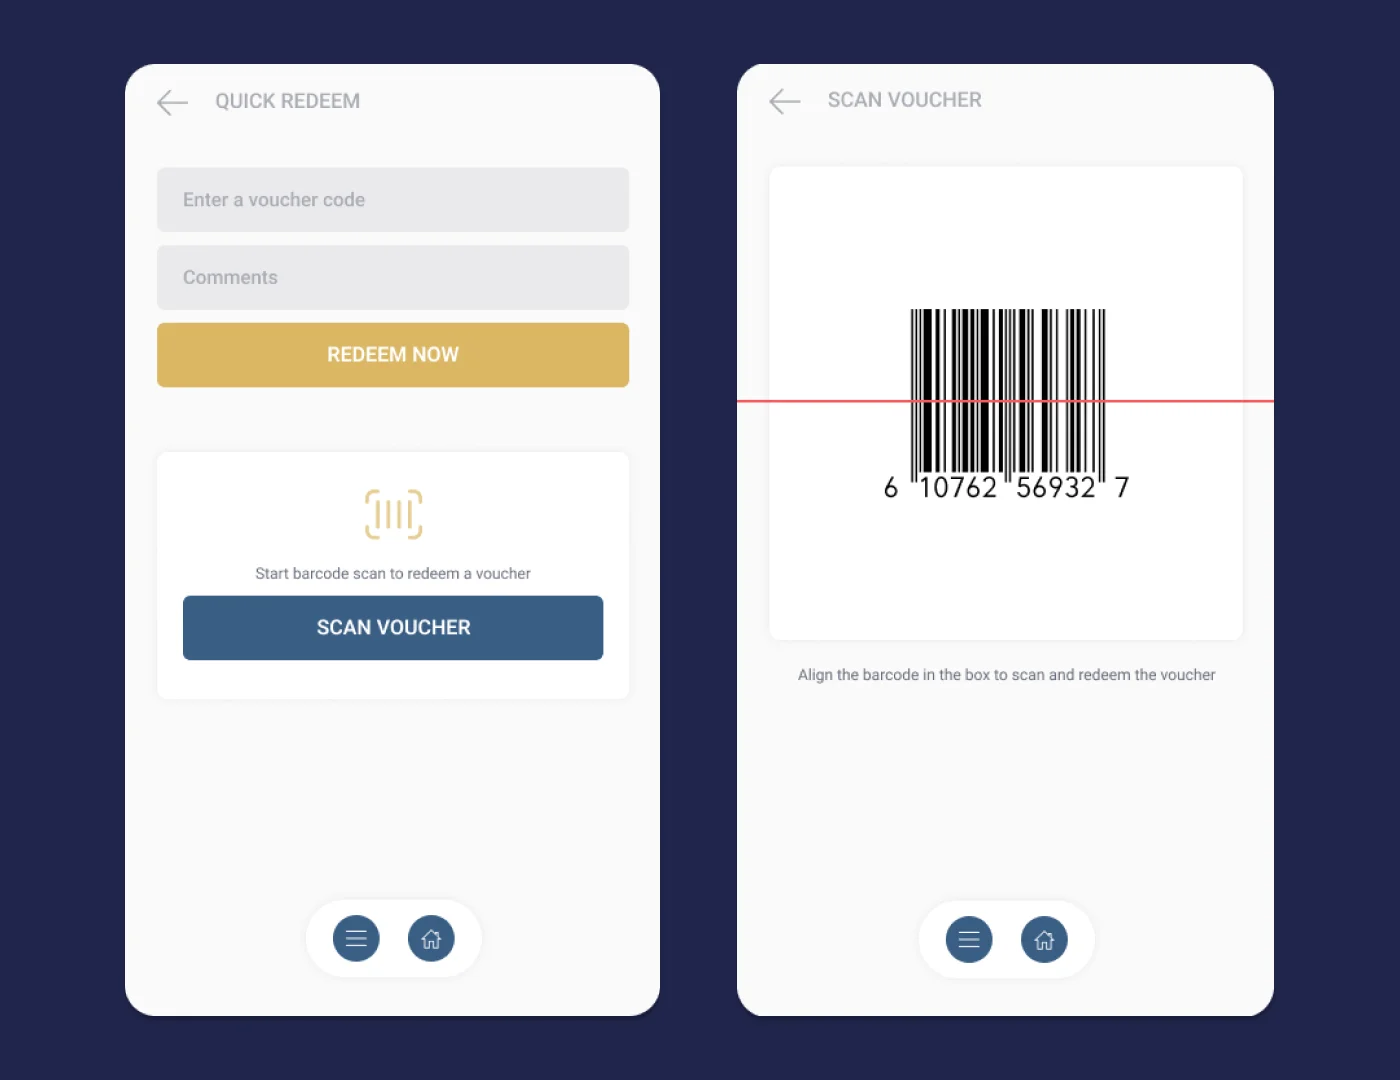 QUICK REDEEM
Enter a voucher code
Comments
REDEEM NOW
Start barcode scan to redeem a voucher
SCAN VOUCHER
SCAN VOUCHER
6 10762 56932 7
Align the barcode in the box to scan and redeem the voucher